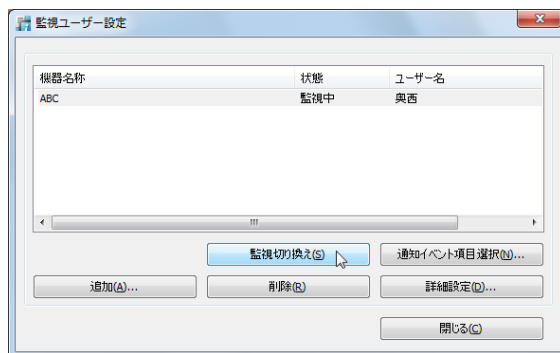 監視ユーザー設定
機器名称 状態 ユーザー名
ABC 監視中 奥西
監視切り換え(S) 通知イベント項目選択(N)...
追加(A)... 削除(R) 詳細設定(D)...
閉じる(C)